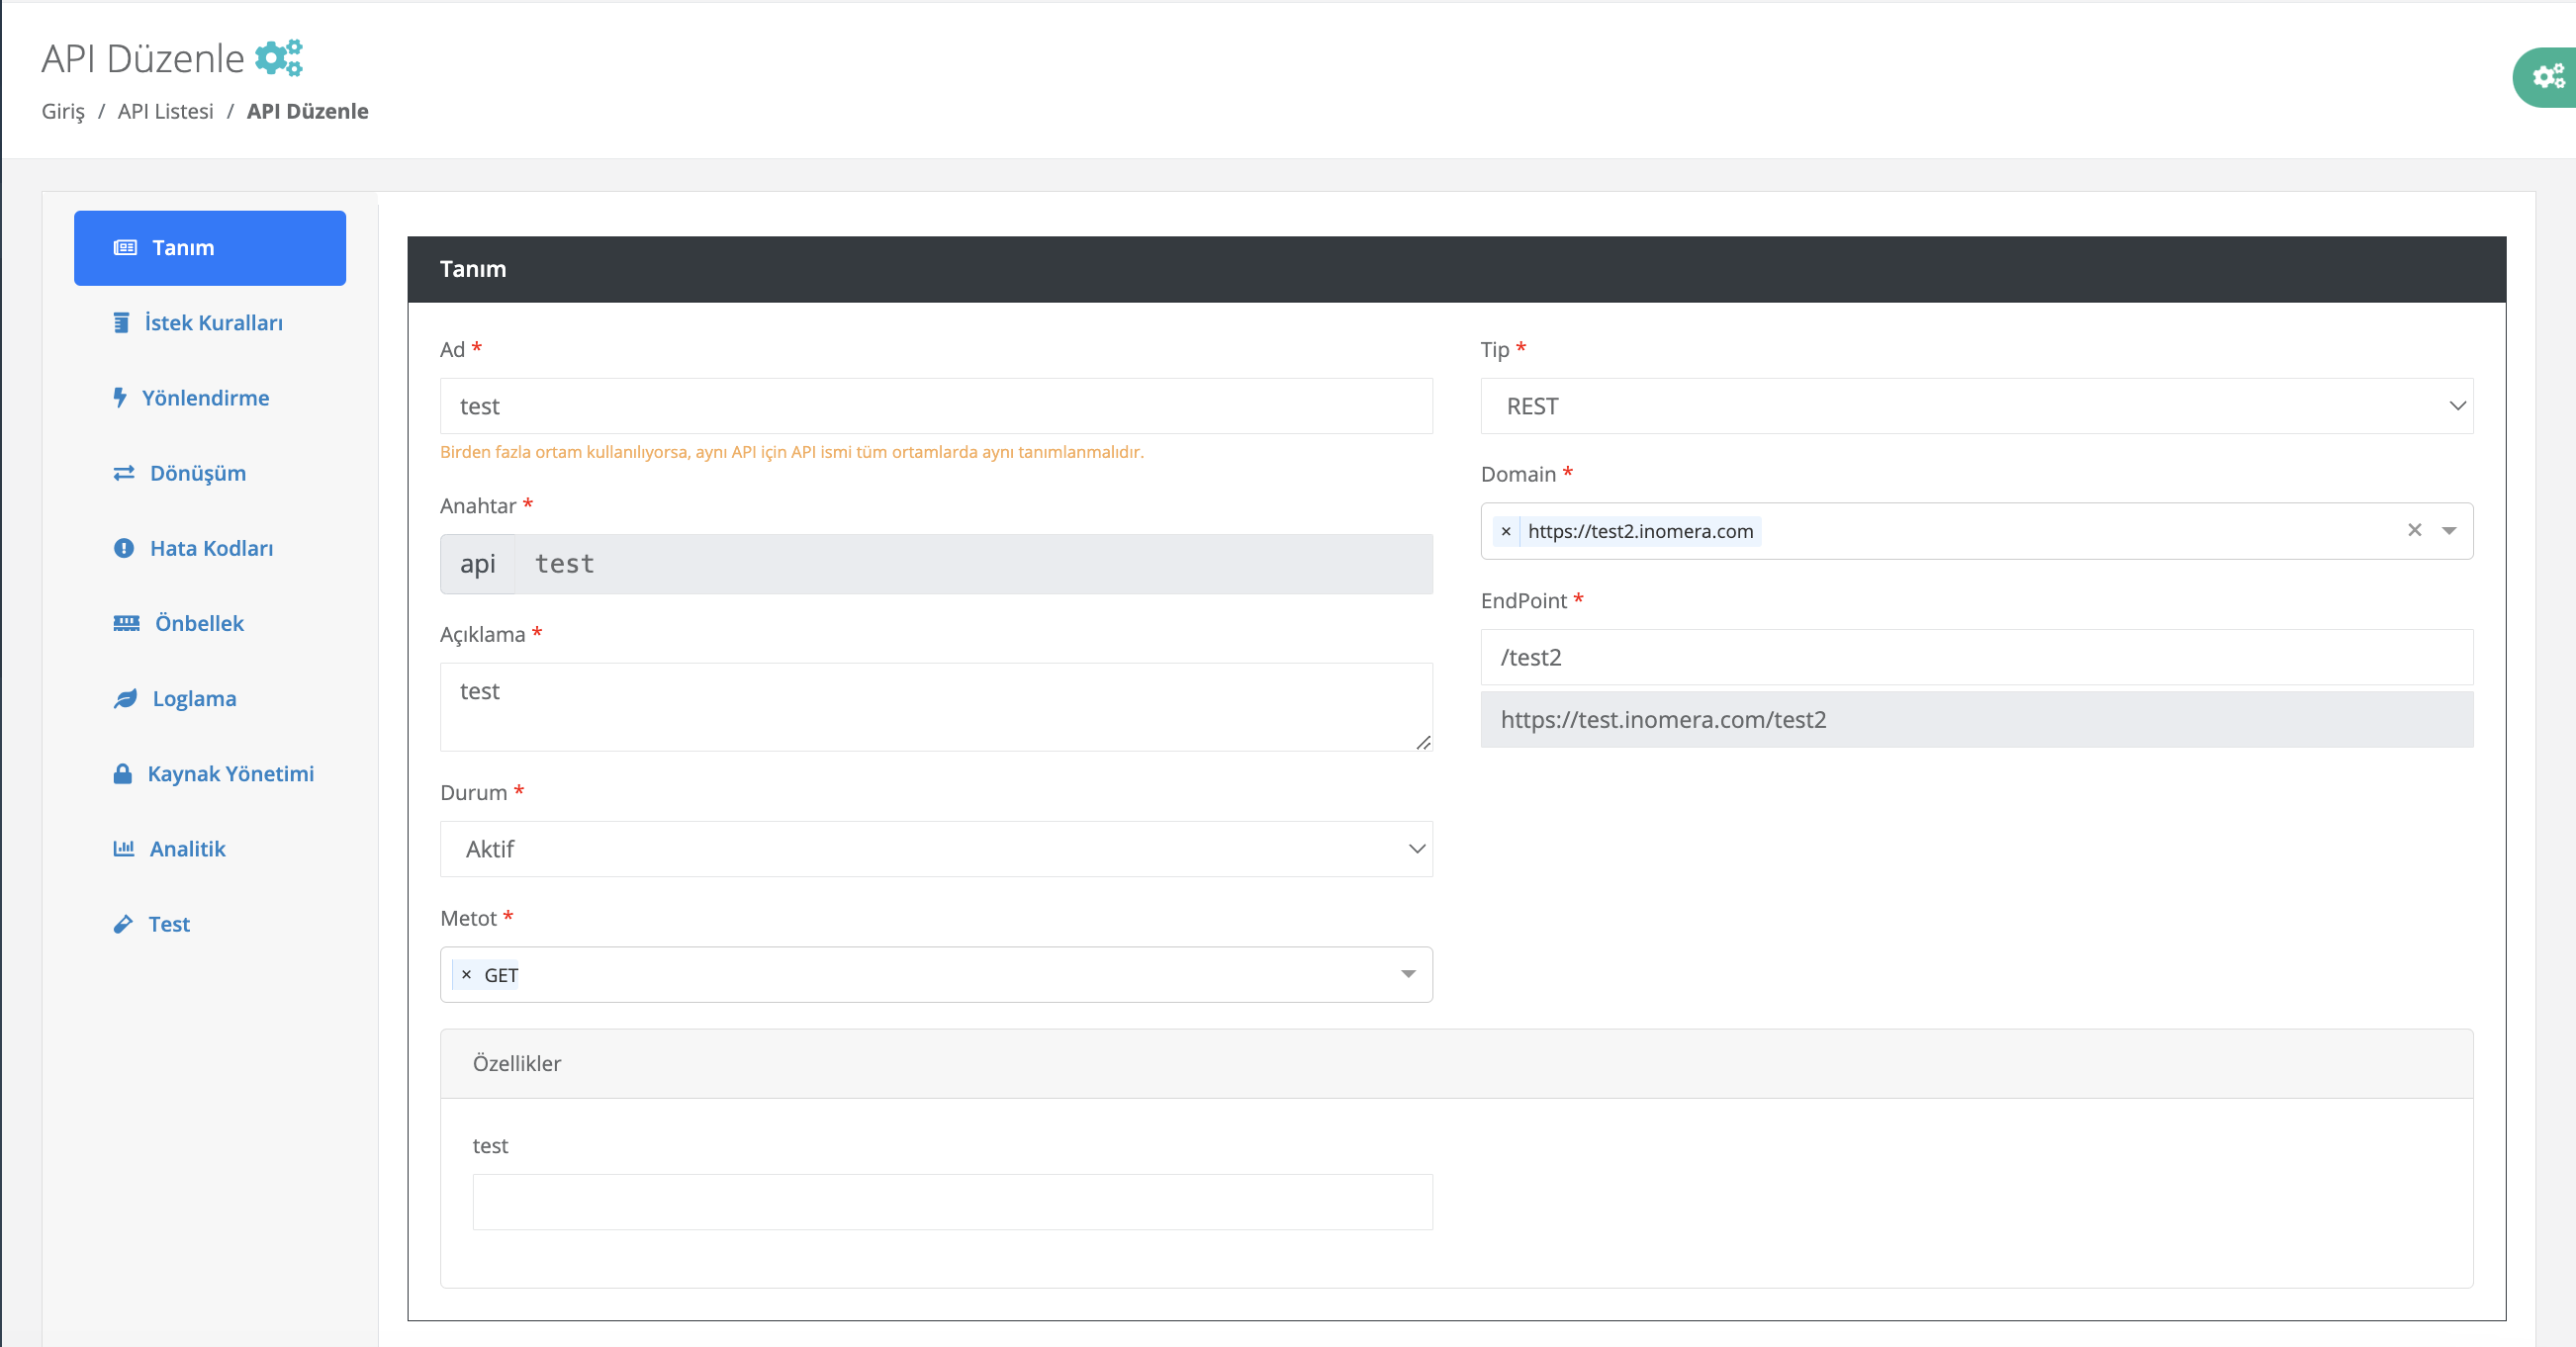 API Düzenle
Giriş / API Listesi / API Düzenle
Tanım
İstek Kuralları
Yönlendirme
Dönüşüm
Hata Kodları
Önbellek
Loglama
Kaynak Yönetimi
Analitik
Test
Tanım
Ad *
test
Birden fazla ortam kullanılıyorsa, aynı API için API ismi tüm ortamlarda aynı tanımlanmalıdır.
Anahtar *
api test
Açıklama *
test
Durum *
Aktif
Metot *
× GET
Tip *
REST
Domain *
× https://test2.inomera.com
EndPoint *
/test2
https://test.inomera.com/test2
Özellikler
test